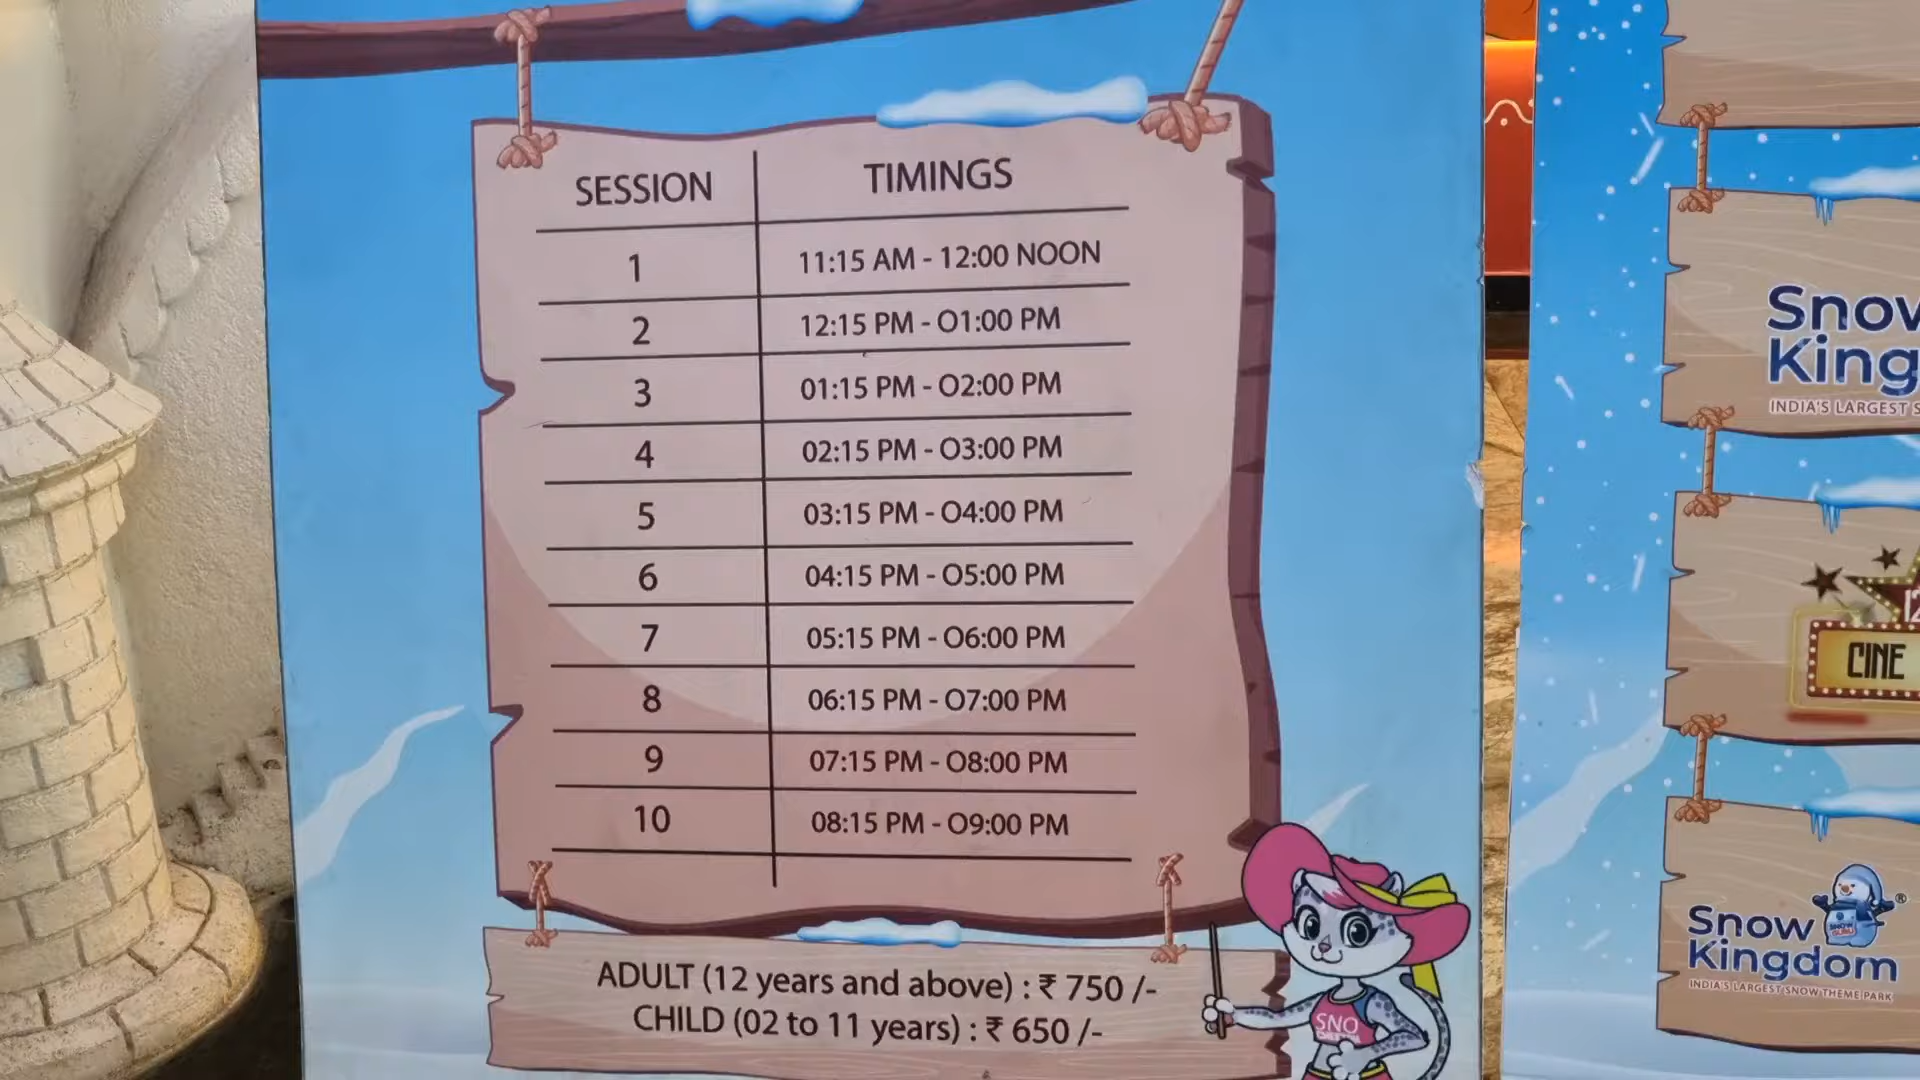 SESSION TIMINGS
1 11:15 AM - 12:00 NOON
2 12:15 PM - O1:00 PM
3 01:15 PM - O2:00 PM
4 02:15 PM - O3:00 PM
5 03:15 PM - O4:00 PM
6 04:15 PM - O5:00 PM
7 05:15 PM - O6:00 PM
8 06:15 PM - O7:00 PM
9 07:15 PM - O8:00 PM
10 08:15 PM - O9:00 PM
ADULT (12 years and above) : ₹ 750 /-
CHILD (02 to 11 years) : ₹ 650 /-
SNO
Snow
King
INDIA'S LARGEST S
12
CINE
Snow
Kingdom
®
INDIA'S LARGEST SNOW THEME PARK